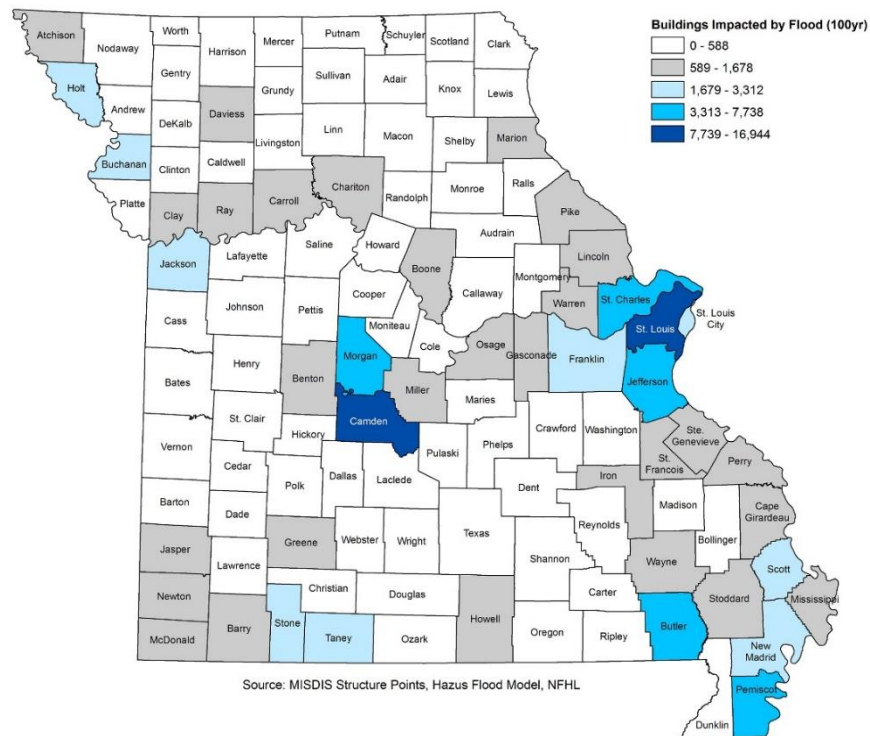 Buildings Impacted by Flood (100yr)
0 - 588
589 - 1,678
1,679 - 3,312
3,313 - 7,738
7,739 - 16,944
Atchison
Nodaway
Worth
Harrison
Mercer
Putnam
Schuyler
Scotland
Clark
Holt
Gentry
Grundy
Sullivan
Adair
Knox
Lewis
Andrew
DeKalb
Daviess
Livingston
Linn
Macon
Shelby
Marion
Buchanan
Clinton
Caldwell
Platte
Clay
Ray
Carroll
Chariton
Randolph
Monroe
Ralls
Pike
Audrain
Jackson
Lafayette
Saline
Howard
Boone
Callaway
Montgomery
Lincoln
Warren
St. Charles
St. Louis
St. Louis
City
Cass
Johnson
Pettis
Cooper
Moniteau
Cole
Osage
Gasconade
Franklin
Jefferson
Bates
Henry
Benton
Morgan
Miller
Maries
St. Clair
Hickory
Camden
Pulaski
Phelps
Crawford
Washington
Ste.
Genevieve
St.
Francois
Perry
Vernon
Cedar
Polk
Dallas
Laclede
Dent
Iron
Madison
Cape
Girardeau
Barton
Dade
Reynolds
Bollinger
Jasper
Lawrence
Greene
Webster
Wright
Texas
Shannon
Wayne
Scott
Newton
Christian
Douglas
Carter
Stoddard
Mississippi
McDonald
Barry
Stone
Taney
Ozark
Howell
Oregon
Ripley
Butler
New
Madrid
Pemiscot
Dunklin
Source: MISDIS Structure Points, Hazus Flood Model, NFHL